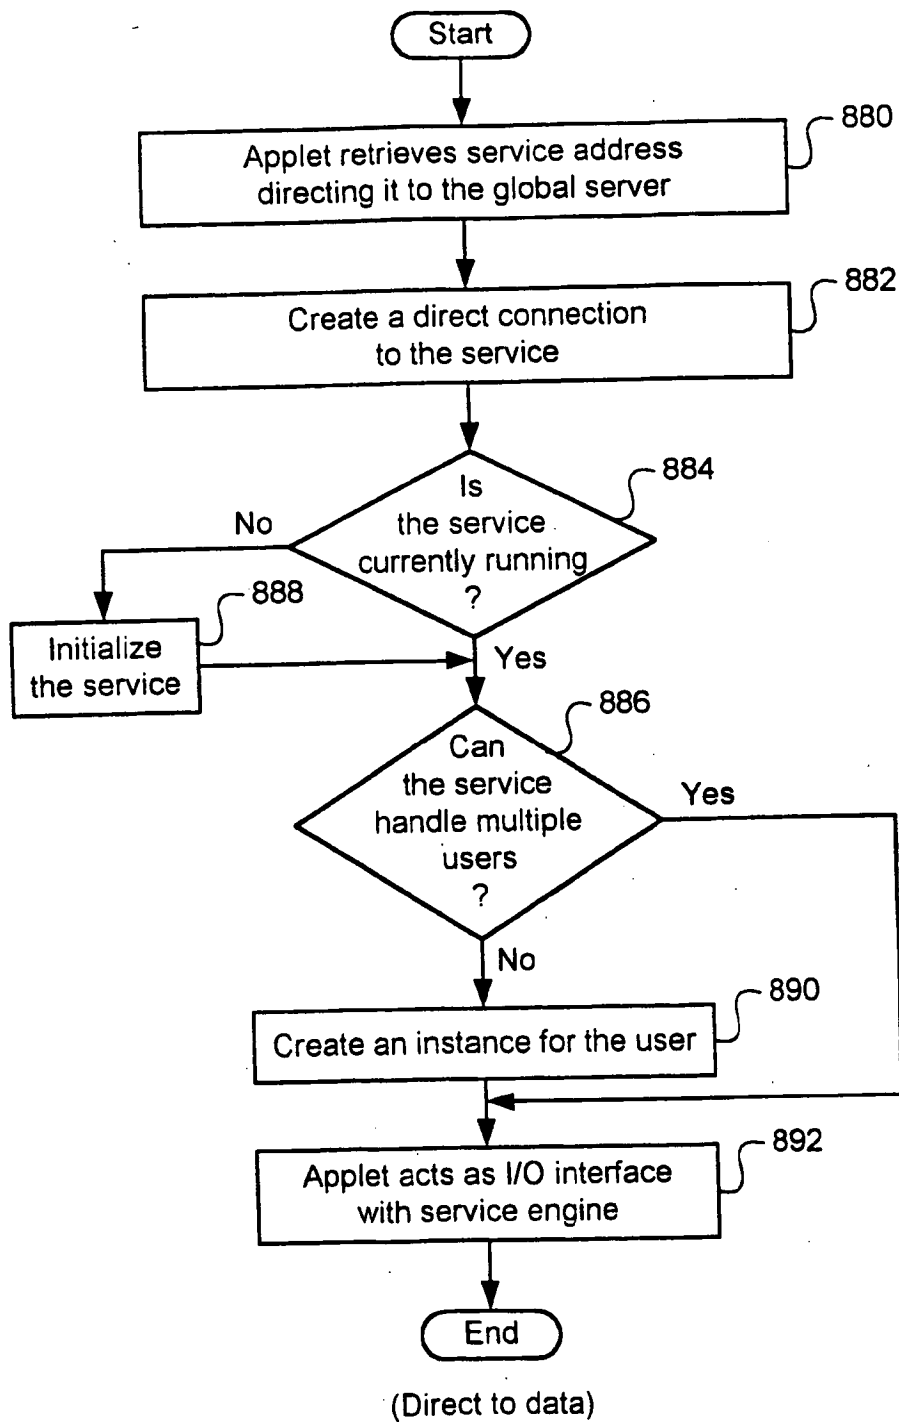 Start
880
Applet retrieves service address
directing it to the global server
882
Create a direct connection
to the service
884
Is
the service
currently running
?
No
888
Initialize
the service
Yes
886
Can
the service
handle multiple
users
?
Yes
No
890
Create an instance for the user
892
Applet acts as I/O interface
with service engine
End
(Direct to data)